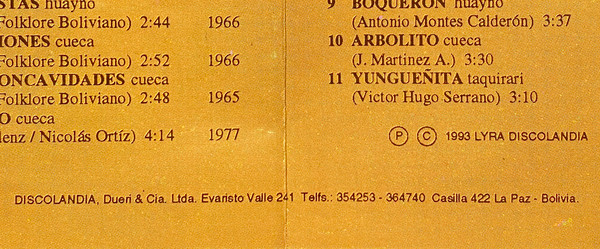 STAS huayno
Folklore Boliviano) 2:44 1966
IONES cueca
Folklore Boliviano) 2:52 1966
ONCAVIDADES cueca
Folklore Boliviano) 2:48 1965
O cueca
lenz / Nicolás Ortíz) 4:14 1977
9 BOQUERON huayno
(Antonio Montes Calderón) 3:37
10 ARBOLITO cueca
(J. Martinez A.) 3:30
11 YUNGUEÑITA taquirari
(Victor Hugo Serrano) 3:10
Ⓟ Ⓒ 1993 LYRA DISCOLANDIA
DISCOLANDIA, Dueri & Cia. Ltda. Evaristo Valle 241 Telfs.: 354253 - 364740 Casilla 422 La Paz - Bolivia.